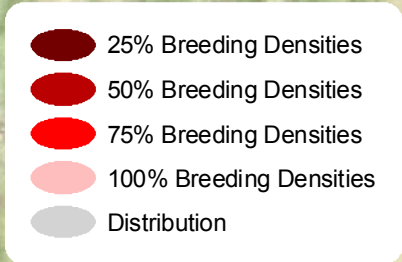 25% Breeding Densities
50% Breeding Densities
75% Breeding Densities
100% Breeding Densities
Distribution